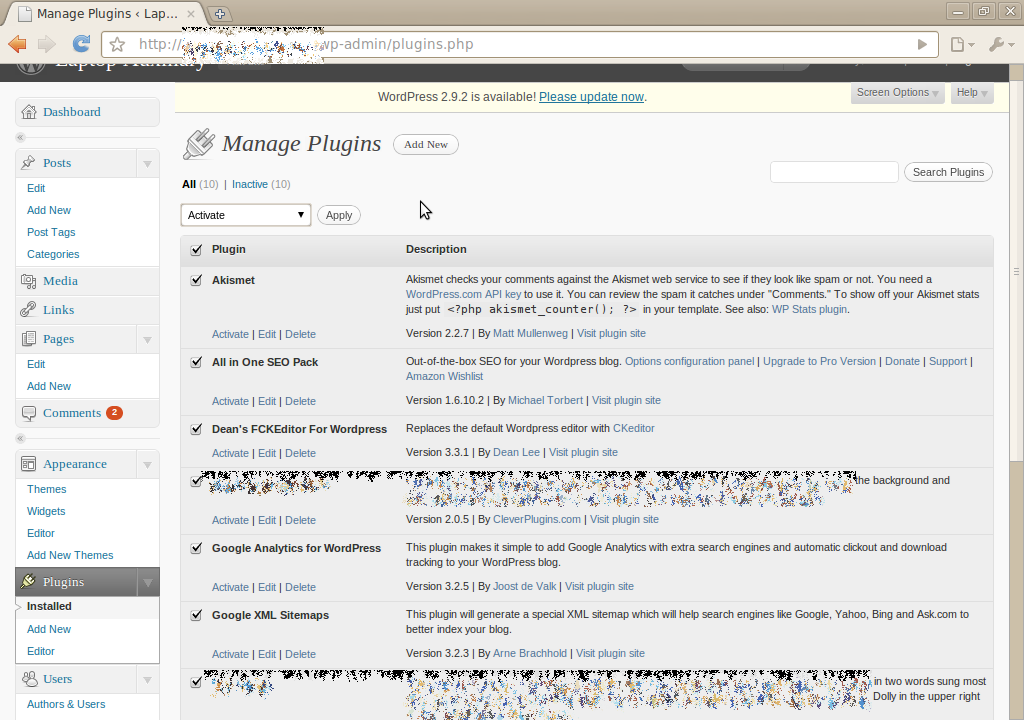 Manage Plugins ‹ Lap...
http://
wp-admin/plugins.php
WordPress 2.9.2 is available! Please update now.
Screen Options
Help
Dashboard
Posts
Edit
Add New
Post Tags
Categories
Media
Links
Pages
Edit
Add New
Comments 2
Appearance
Themes
Widgets
Editor
Add New Themes
Plugins
Installed
Add New
Editor
Users
Authors & Users
Manage Plugins Add New
Search Plugins
All (10) | Inactive (10)
Activate Apply
Plugin Description
Akismet
Akismet checks your comments against the Akismet web service to see if they look like spam or not. You need a
WordPress.com API key to use it. You can review the spam it catches under "Comments." To show off your Akismet stats
just put <?php akismet_counter(); ?> in your template. See also: WP Stats plugin.
Activate | Edit | Delete
Version 2.2.7 | By Matt Mullenweg | Visit plugin site
All in One SEO Pack
Out-of-the-box SEO for your Wordpress blog. Options configuration panel | Upgrade to Pro Version | Donate | Support |
Amazon Wishlist
Activate | Edit | Delete
Version 1.6.10.2 | By Michael Torbert | Visit plugin site
Dean's FCKEditor For Wordpress
Replaces the default Wordpress editor with CKeditor
Activate | Edit | Delete
Version 3.3.1 | By Dean Lee | Visit plugin site
the background and
Activate | Edit | Delete
Version 2.0.5 | By CleverPlugins.com | Visit plugin site
Google Analytics for WordPress
This plugin makes it simple to add Google Analytics with extra search engines and automatic clickout and download
tracking to your WordPress blog.
Activate | Edit | Delete
Version 3.2.5 | By Joost de Valk | Visit plugin site
Google XML Sitemaps
This plugin will generate a special XML sitemap which will help search engines like Google, Yahoo, Bing and Ask.com to
better index your blog.
Activate | Edit | Delete
Version 3.2.3 | By Arne Brachhold | Visit plugin site
in two words sung most
Dolly in the upper right